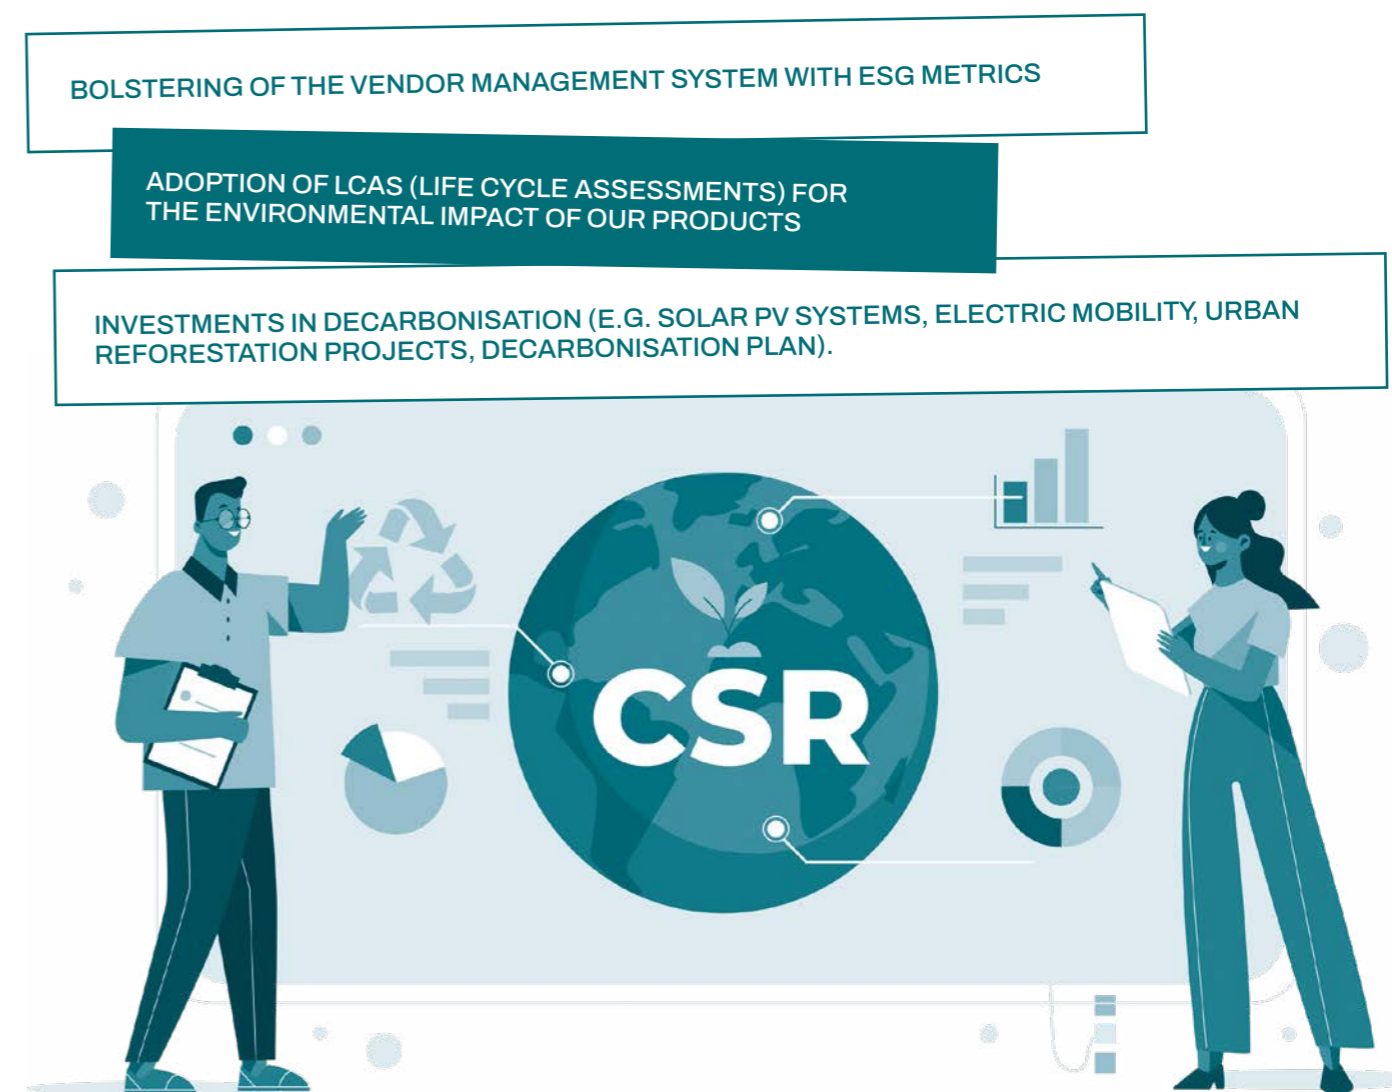 BOLSTERING OF THE VENDOR MANAGEMENT SYSTEM WITH ESG METRICS
ADOPTION OF LCAS (LIFE CYCLE ASSESSMENTS) FOR
THE ENVIRONMENTAL IMPACT OF OUR PRODUCTS
INVESTMENTS IN DECARBONISATION (E.G. SOLAR PV SYSTEMS, ELECTRIC MOBILITY, URBAN
REFORESTATION PROJECTS, DECARBONISATION PLAN).
CSR